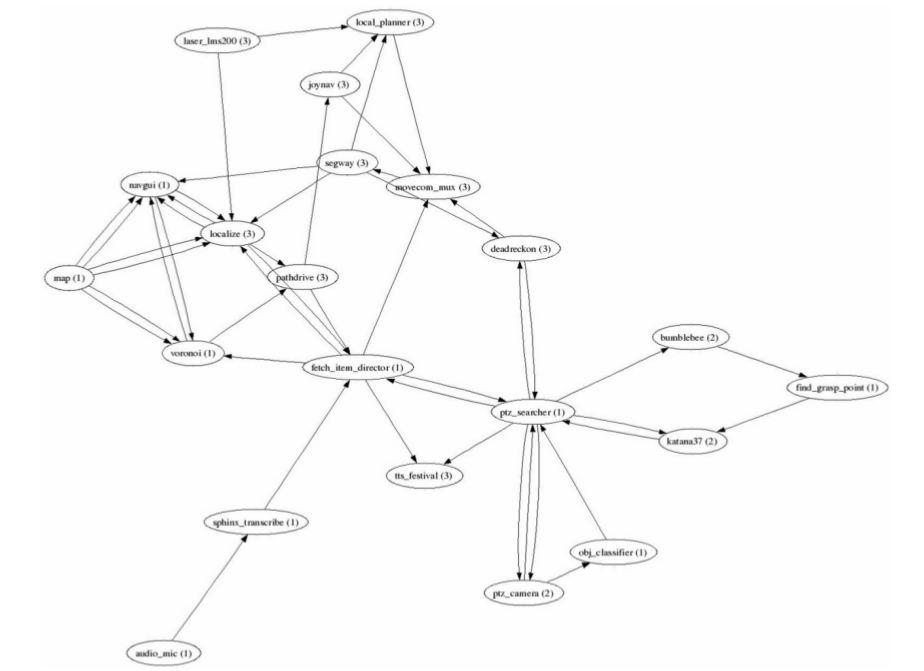 local_planner (3)
laser_lms200 (3)
joynav (3)
segway (3)
navgui (1)
movecom_mux (3)
localize (3)
deadreckon (3)
map (1)
pathdrive (3)
bumblebee (2)
voronoi (1)
fetch_item_director (1)
find_grasp_point (1)
ptz_searcher (1)
katana37 (2)
tts_festival (3)
sphinx_transcribe (1)
obj_classifier (1)
ptz_camera (2)
audio_mic (1)